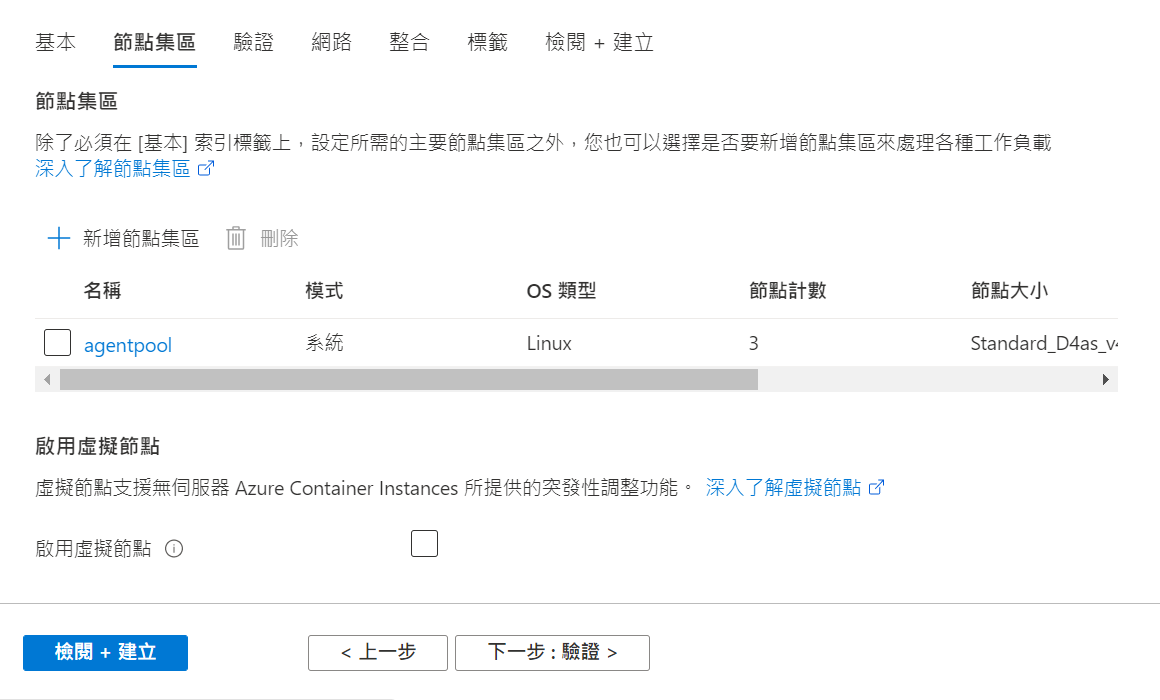 基本 節點集區 驗證 網路 整合 標籤 檢閱 + 建立
節點集區
除了必須在 [基本] 索引標籤上，設定所需的主要節點集區之外，您也可以選擇是否要新增節點集區來處理各種工作負載
深入了解節點集區
新增節點集區 刪除
名稱 模式 OS 類型 節點計數 節點大小
agentpool 系統 Linux 3 Standard_D4as_v4
啟用虛擬節點
虛擬節點支援無伺服器 Azure Container Instances 所提供的突發性調整功能。 深入了解虛擬節點
啟用虛擬節點
檢閱 + 建立 < 上一步 下一步 : 驗證 >